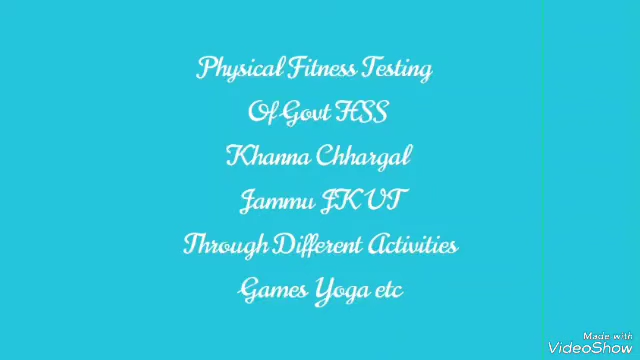 Physical Fitness Testing
Of Govt HSS
Khanna Chhargal
Jammu JK UT
Through Different Activities
Games Yoga etc
Made with
VideoShow